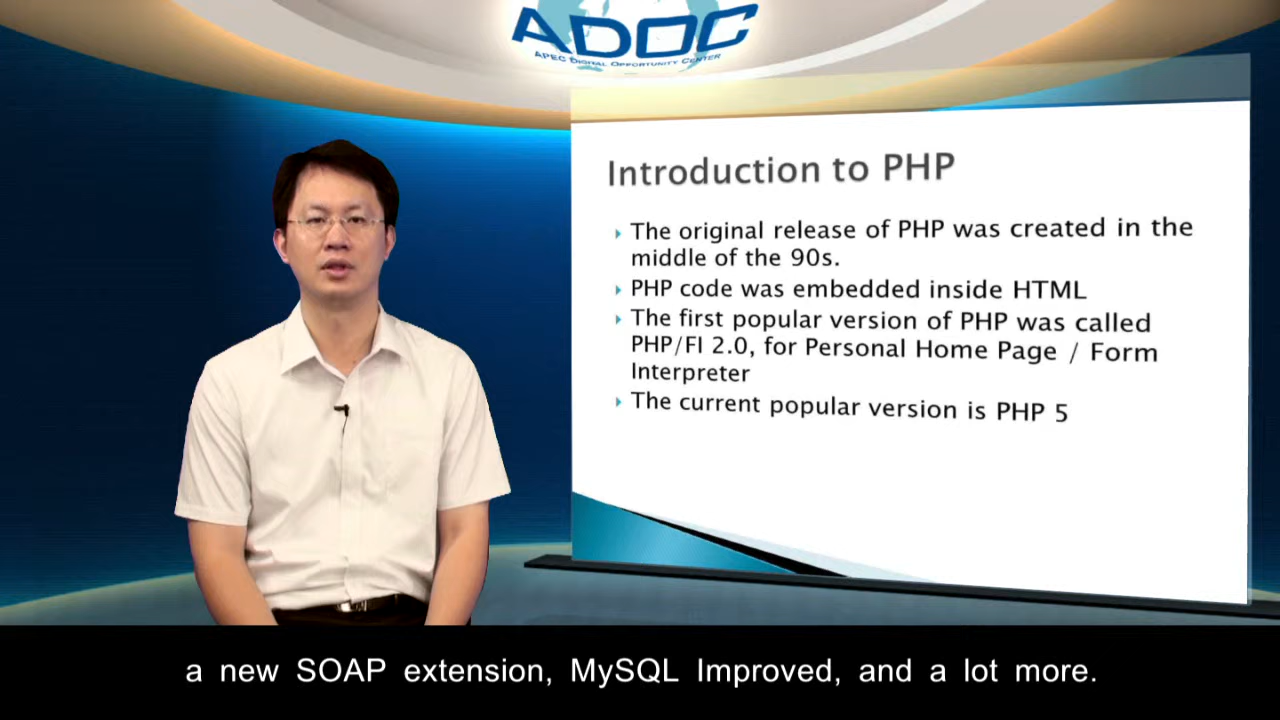 ADOC
APEC DIGITAL OPPORTUNITY CENTER
Introduction to PHP
The original release of PHP was created in the
middle of the 90s.
PHP code was embedded inside HTML
The first popular version of PHP was called
PHP/FI 2.0, for Personal Home Page / Form
Interpreter
The current popular version is PHP 5
a new SOAP extension, MySQL Improved, and a lot more.